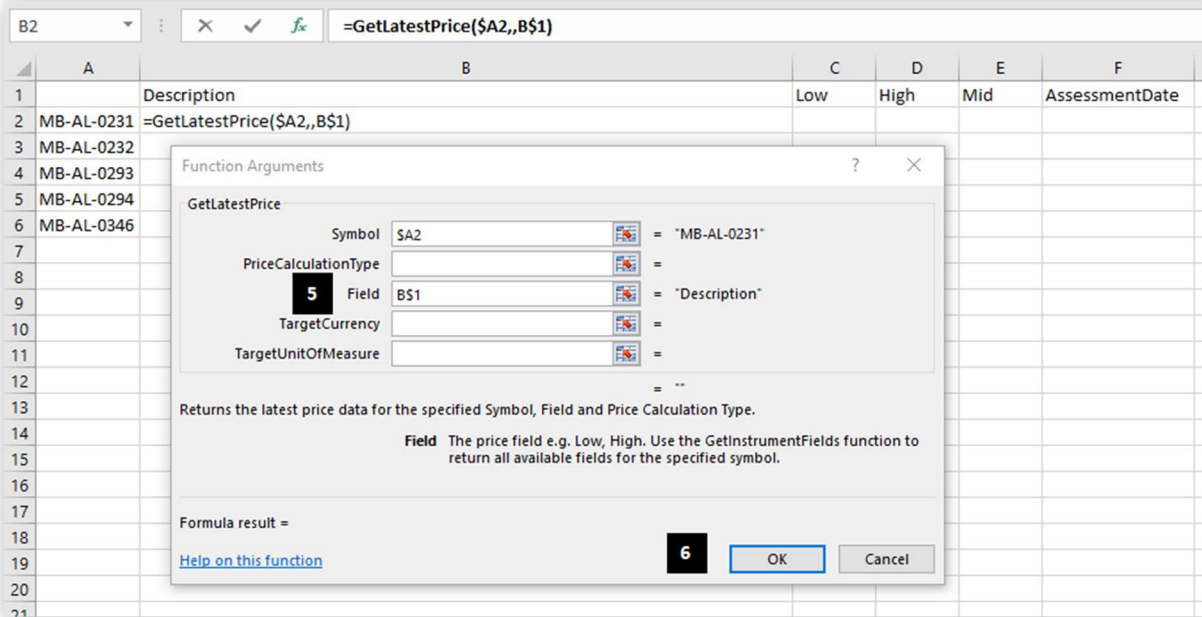 B2 fx =GetLatestPrice($A2,,B$1)
A B C D E F
1 Description Low High Mid AssessmentDate
2 MB-AL-0231 =GetLatestPrice($A2,,B$1)
3 MB-AL-0232
4 MB-AL-0293
5 MB-AL-0294
6 MB-AL-0346
7
8
9
10
11
12
13
14
15
16
17
18
19
20
21
Function Arguments ? ×
GetLatestPrice
Symbol $A2 = "MB-AL-0231"
PriceCalculationType =
5 Field B$1 = "Description"
TargetCurrency =
TargetUnitOfMeasure =
= ""
Returns the latest price data for the specified Symbol, Field and Price Calculation Type.
Field The price field e.g. Low, High. Use the GetInstrumentFields function to
return all available fields for the specified symbol.
Formula result =
Help on this function 6 OK Cancel